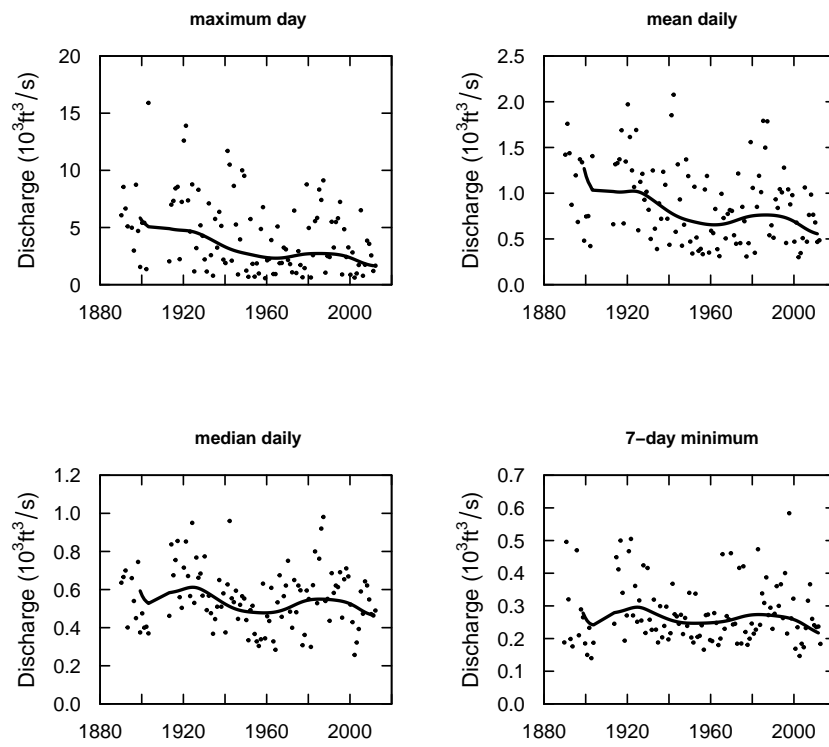 maximum day
Discharge (10³ft³/s)
20
15
10
5
0
1880 1920 1960 2000
mean daily
Discharge (10³ft³/s)
2.5
2.0
1.5
1.0
0.5
0.0
1880 1920 1960 2000
median daily
Discharge (10³ft³/s)
1.2
1.0
0.8
0.6
0.4
0.2
0.0
1880 1920 1960 2000
7−day minimum
Discharge (10³ft³/s)
0.7
0.6
0.5
0.4
0.3
0.2
0.1
0.0
1880 1920 1960 2000